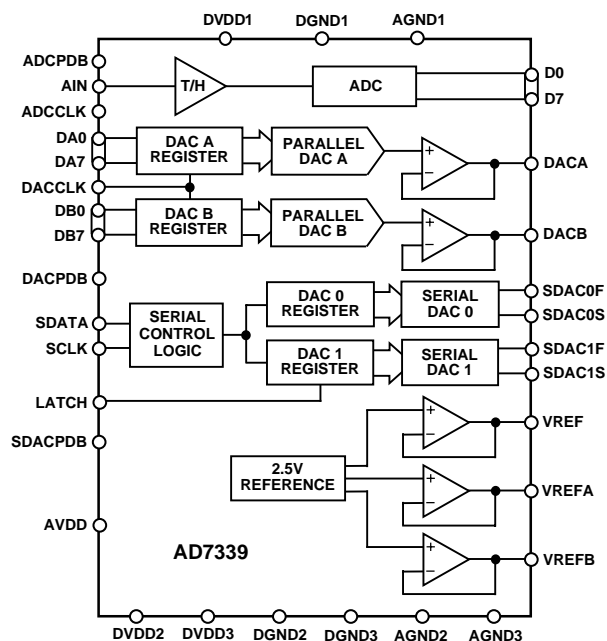 DVDD1
DGND1
AGND1
ADCPDB
AIN
ADCCLK
T/H
ADC
D0
D7
DA0
DA7
DACCLK
DB0
DB7
DAC A
REGISTER
PARALLEL
DAC A
+
−
DACA
DAC B
REGISTER
PARALLEL
DAC B
+
−
DACB
DACPDB
SDATA
SCLK
SERIAL
CONTROL
LOGIC
DAC 0
REGISTER
SERIAL
DAC 0
SDAC0F
SDAC0S
DAC 1
REGISTER
SERIAL
DAC 1
SDAC1F
SDAC1S
LATCH
SDACPDB
2.5V
REFERENCE
+
−
VREF
+
−
VREFA
+
−
VREFB
AVDD
AD7339
DVDD2
DVDD3
DGND2
DGND3
AGND2
AGND3